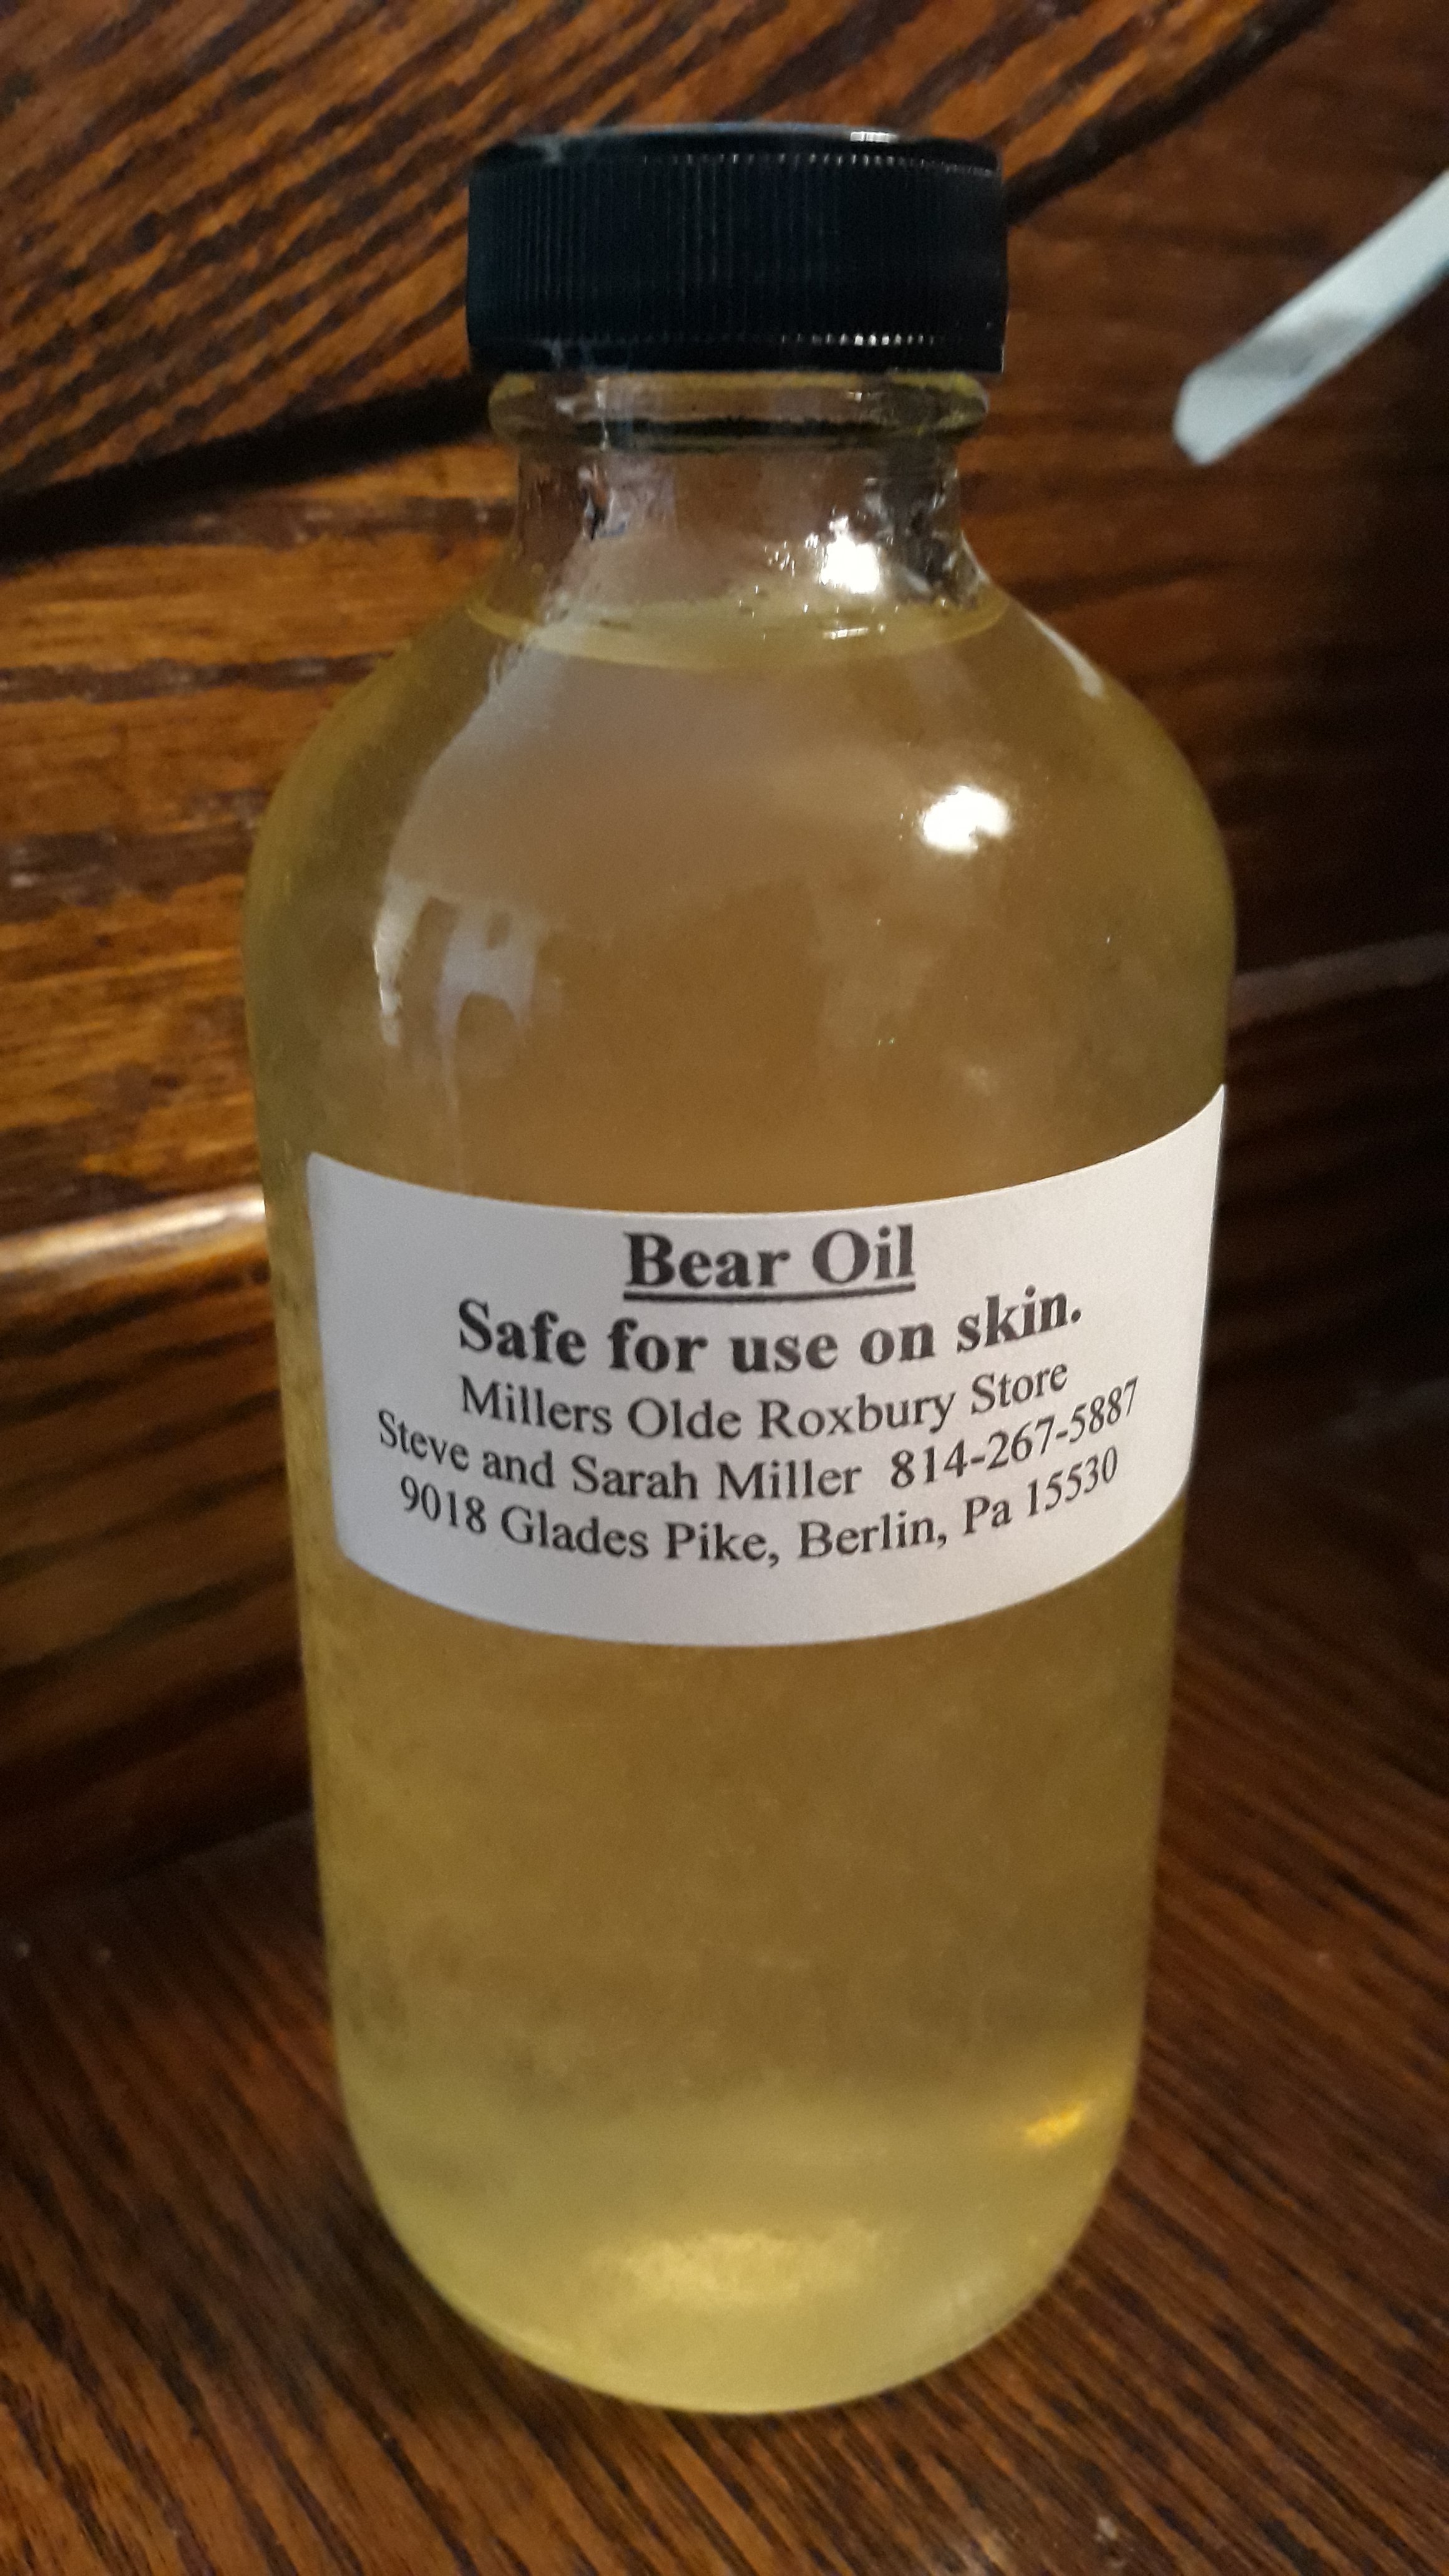 Bear Oil
Safe for use on skin.
Millers Olde Roxbury Store
Steve and Sarah Miller 814-267-5887
9018 Glades Pike, Berlin, Pa 15530